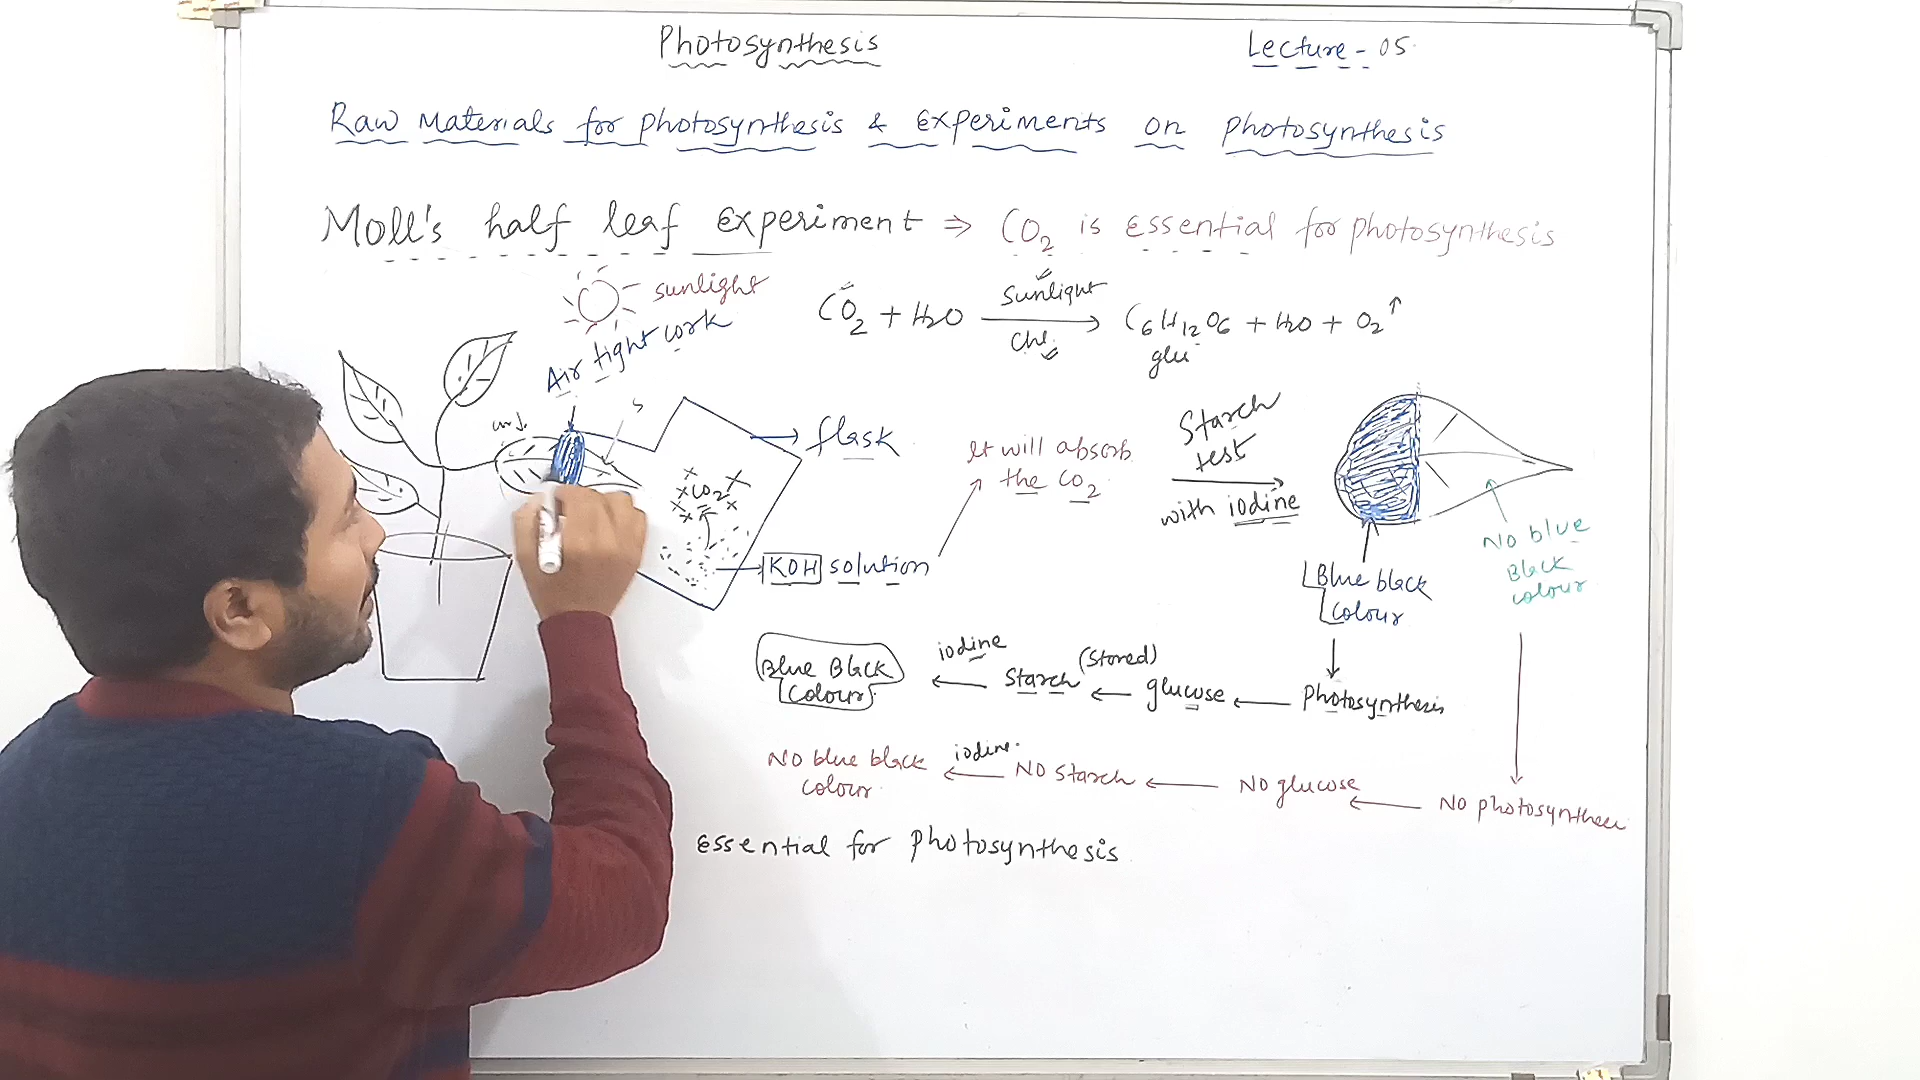 Photosynthesis
Lecture - 05
Raw Materials for photosynthesis & Experiments on photosynthesis
Moll's half leaf experiment ⇒ CO2 is essential for photosynthesis
sunlight
Air tight cork
CO2 + H2O
Sunlight
Chl.
C6H12O6 + H2O + O2↑
glu
flask
CO2
KOH solution
It will absorb
the CO2
Starch
test
with iodine
Blue black
colour
No blue
Black
colour
Photosynthesis
glucose
(Stored)
Starch
iodine
Blue Black
Colour
No photosynthesi
No glucose
No starch
iodine
No blue black
colour
essential for photosynthesis